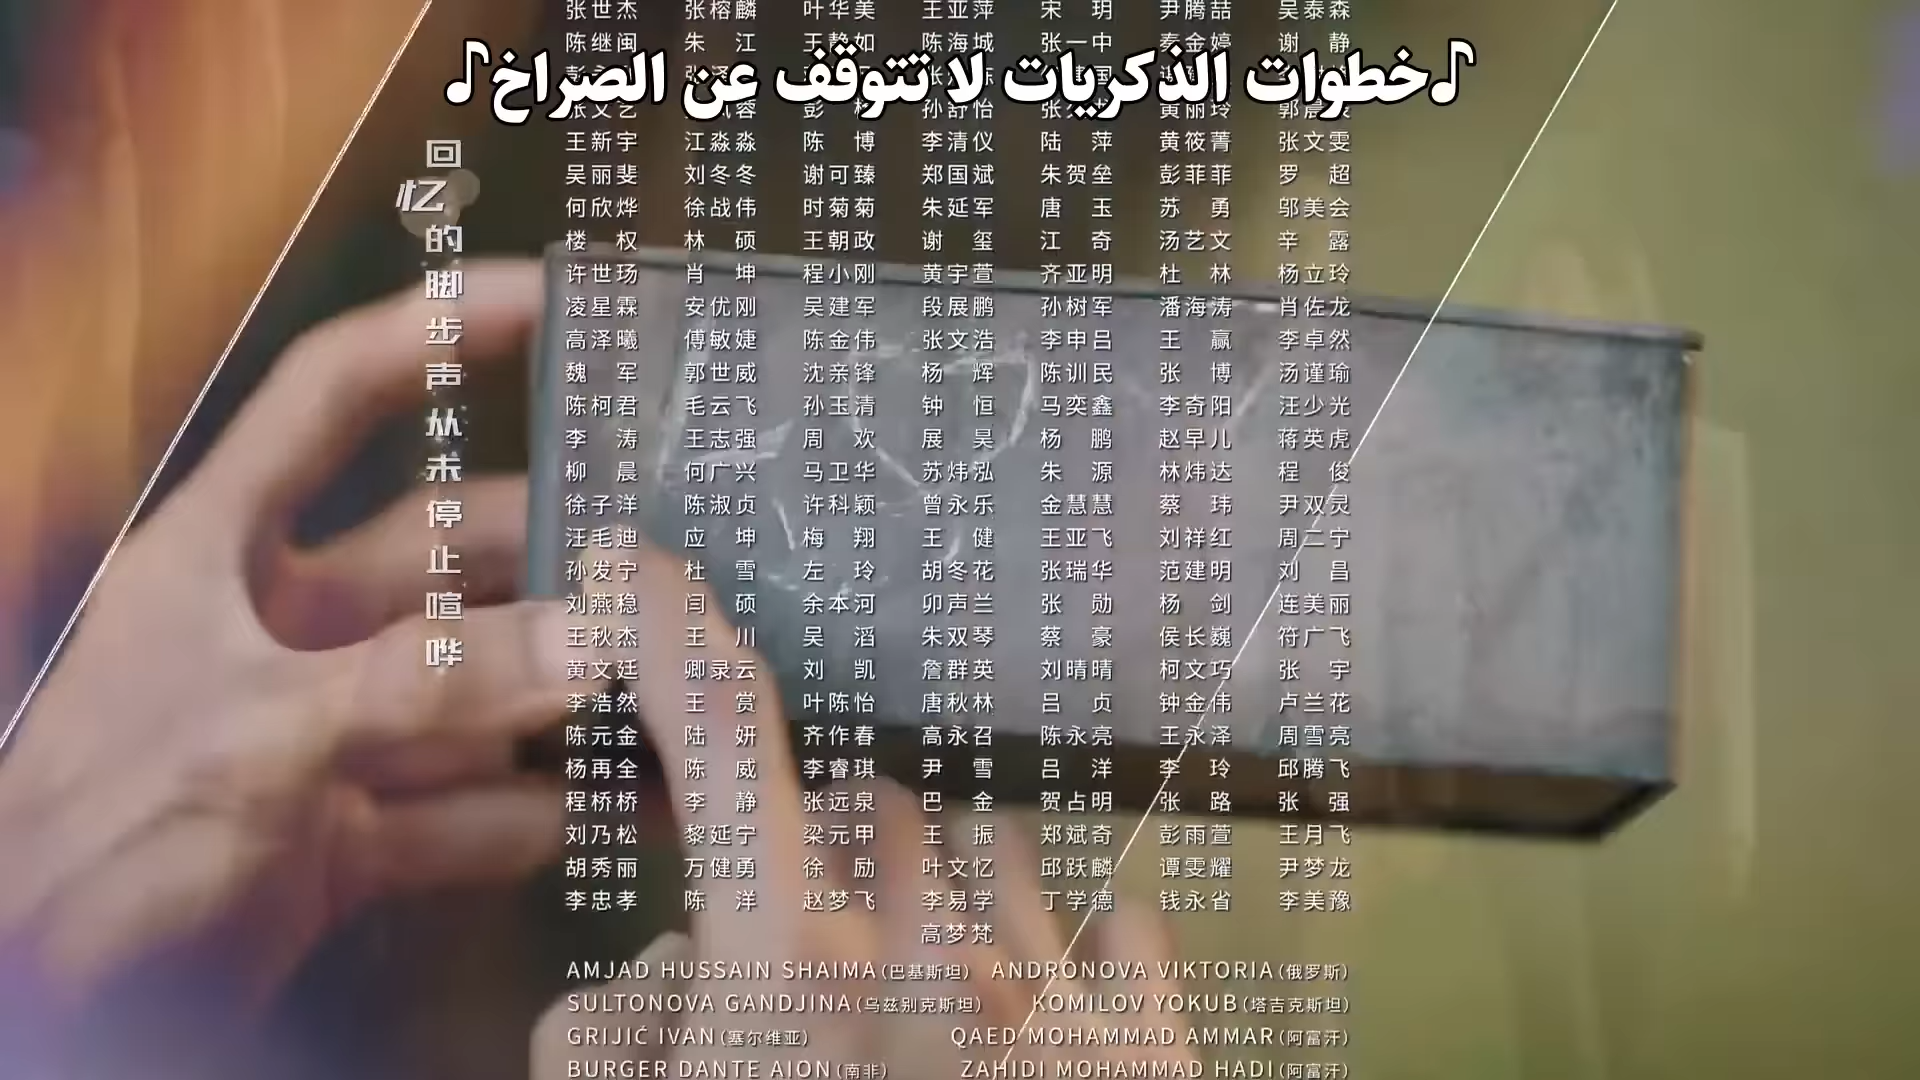 张世杰 张榕麟 叶华美 王亚萍 宋玥 尹腾喆 吴泰森
陈继闽 朱江 王静如 陈海城 张一中 秦金婷 谢静
♪خطوات الذكريات لا تتوقف عن الصراخ♪
王新宇 江淼淼 陈博 李清仪 陆萍 黄筱菁 张文雯
吴丽斐 刘冬冬 谢可臻 郑国斌 朱贺垒 彭菲菲 罗超
何欣烨 徐战伟 时菊菊 朱延军 唐玉 苏勇 邬美会
楼权 林硕 王朝政 谢玺 江奇 汤艺文 辛露
许世玚 肖坤 程小刚 黄宇萱 齐亚明 杜林 杨立玲
凌星霖 安优刚 吴建军 段展鹏 孙树军 潘海涛 肖佐龙
高泽曦 傅敏婕 陈金伟 张文浩 李申吕 王赢 李卓然
魏军 郭世威 沈亲锋 杨辉 陈训民 张博 汤谨瑜
陈柯君 毛云飞 孙玉清 钟恒 马奕鑫 李奇阳 汪少光
李涛 王志强 周欢 展昊 杨鹏 赵早儿 蒋英虎
柳晨 何广兴 马卫华 苏炜泓 朱源 林炜达 程俊
徐子洋 陈淑贞 许科颖 曾永乐 金慧慧 蔡玮 尹双灵
汪毛迪 应坤 梅翔 王健 王亚飞 刘祥红 周二宁
孙发宁 杜雪 左玲 胡冬花 张瑞华 范建明 刘昌
刘燕稳 闫硕 余本河 卯声兰 张勋 杨剑 连美丽
王秋杰 王川 吴滔 朱双琴 蔡豪 侯长巍 符广飞
黄文廷 卿录云 刘凯 詹群英 刘晴晴 柯文巧 张宇
李浩然 王赏 叶陈怡 唐秋林 吕贞 钟金伟 卢兰花
陈元金 陆妍 齐作春 高永召 陈永亮 王永泽 周雪亮
杨再全 陈威 李睿琪 尹雪 吕洋 李玲 邱腾飞
程桥桥 李静 张远泉 巴金 贺占明 张路 张强
刘乃松 黎延宁 梁元甲 王振 郑斌奇 彭雨萱 王月飞
胡秀丽 万健勇 徐励 叶文忆 邱跃麟 谭雯耀 尹梦龙
李忠孝 陈洋 赵梦飞 李易学 丁学德 钱永省 李美豫
高梦梵
AMJAD HUSSAIN SHAIMA(巴基斯坦) ANDRONOVA VIKTORIA(俄罗斯)
SULTONOVA GANDJINA(乌兹别克斯坦) KOMILOV YOKUB(塔吉克斯坦)
GRIJIĆ IVAN(塞尔维亚) QAED MOHAMMAD AMMAR(阿富汗)
BURGER DANTE AION(南非) ZAHIDI MOHAMMAD HADI(阿富汗)
回忆的脚步声从未停止喧哗